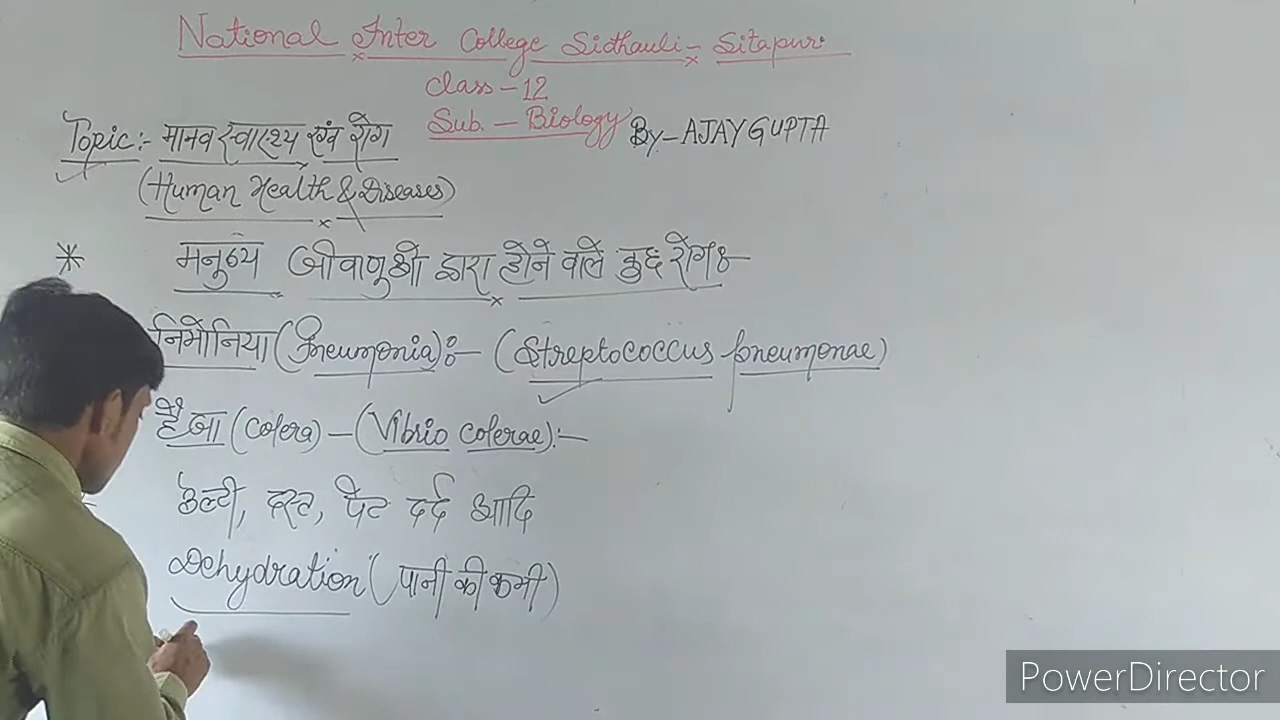 National Inter College Sidhauli - Sitapur
Class - 12
Sub. - Biology
By - AJAY GUPTA
Topic:- मानव स्वास्थ्य एवं रोग
(Human Health & Diseases)
* मनुष्य जीवाणुओ द्वारा होने वाले कुछ रोग :-
निमोनिया (Pneumonia) :- (Streptococcus pneumonae)
हैजा (Colera) - (Vibrio colerae) :-
उल्टी, दस्त, पेट दर्द आदि
Dehydration (पानी की कमी)
PowerDirector